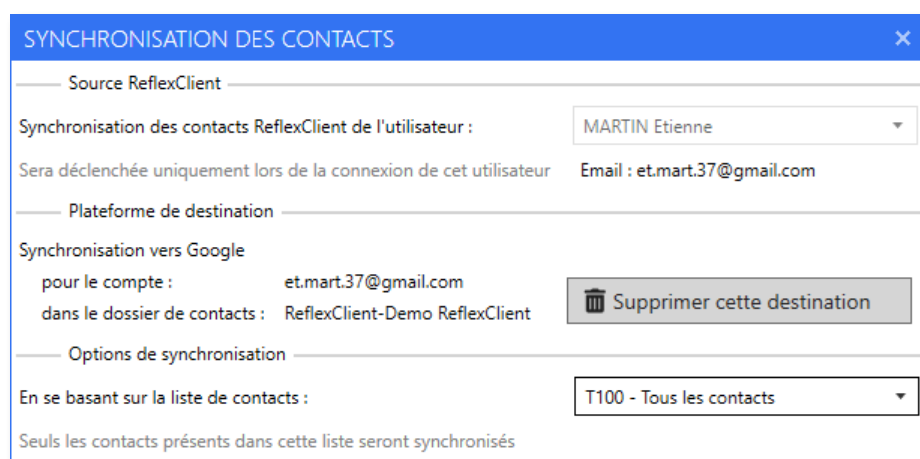 SYNCHRONISATION DES CONTACTS
Source ReflexClient
Synchronisation des contacts ReflexClient de l'utilisateur : MARTIN Etienne
Sera déclenchée uniquement lors de la connexion de cet utilisateur Email : et.mart.37@gmail.com
Plateforme de destination
Synchronisation vers Google
pour le compte : et.mart.37@gmail.com
dans le dossier de contacts : ReflexClient-Demo ReflexClient
Supprimer cette destination
Options de synchronisation
En se basant sur la liste de contacts : T100 - Tous les contacts
Seuls les contacts présents dans cette liste seront synchronisés